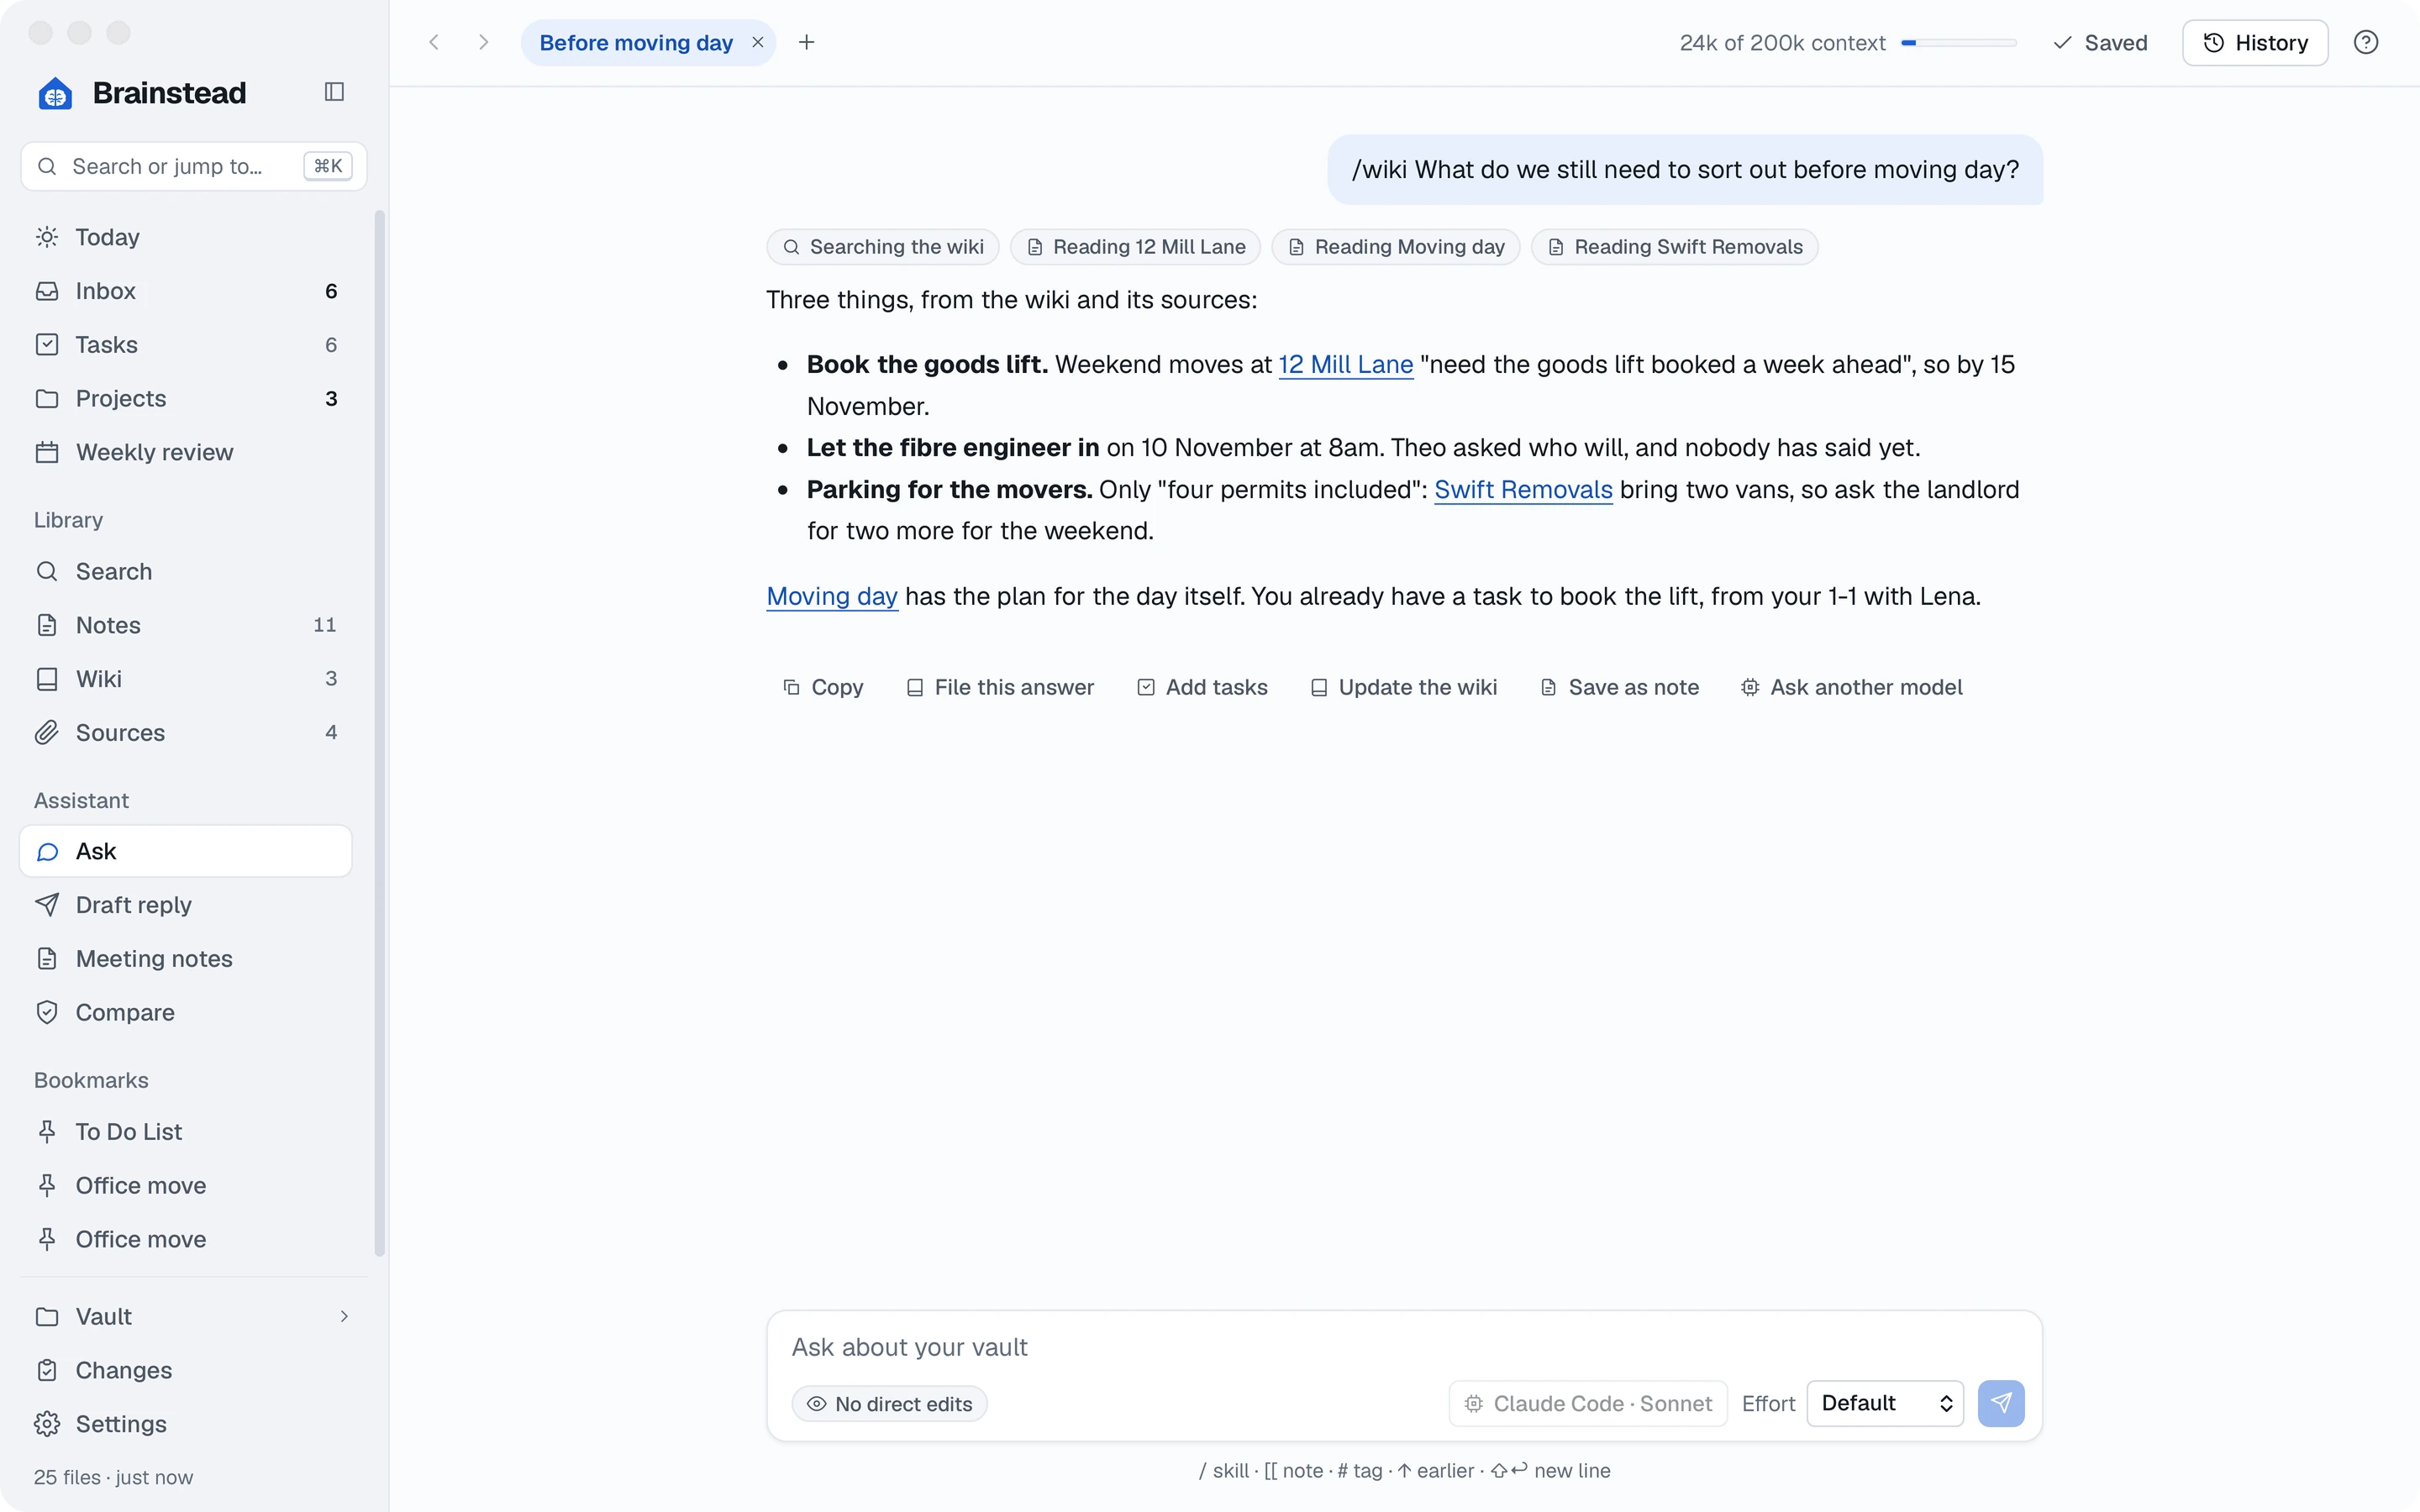 Brainstead
Search or jump to... ⌘K
Today
Inbox 6
Tasks 6
Projects 3
Weekly review
Library
Search
Notes 11
Wiki 3
Sources 4
Assistant
Ask
Draft reply
Meeting notes
Compare
Bookmarks
To Do List
Office move
Office move
Vault
Changes
Settings
25 files · just now
Before moving day
24k of 200k context
Saved
History
/wiki What do we still need to sort out before moving day?
Searching the wiki
Reading 12 Mill Lane
Reading Moving day
Reading Swift Removals
Three things, from the wiki and its sources:
• Book the goods lift. Weekend moves at 12 Mill Lane "need the goods lift booked a week ahead", so by 15
November.
• Let the fibre engineer in on 10 November at 8am. Theo asked who will, and nobody has said yet.
• Parking for the movers. Only "four permits included": Swift Removals bring two vans, so ask the landlord
for two more for the weekend.
Moving day has the plan for the day itself. You already have a task to book the lift, from your 1-1 with Lena.
Copy
File this answer
Add tasks
Update the wiki
Save as note
Ask another model
Ask about your vault
No direct edits
Claude Code · Sonnet
Effort
Default
/ skill · [[ note · # tag · ↑ earlier · ⇧↩ new line